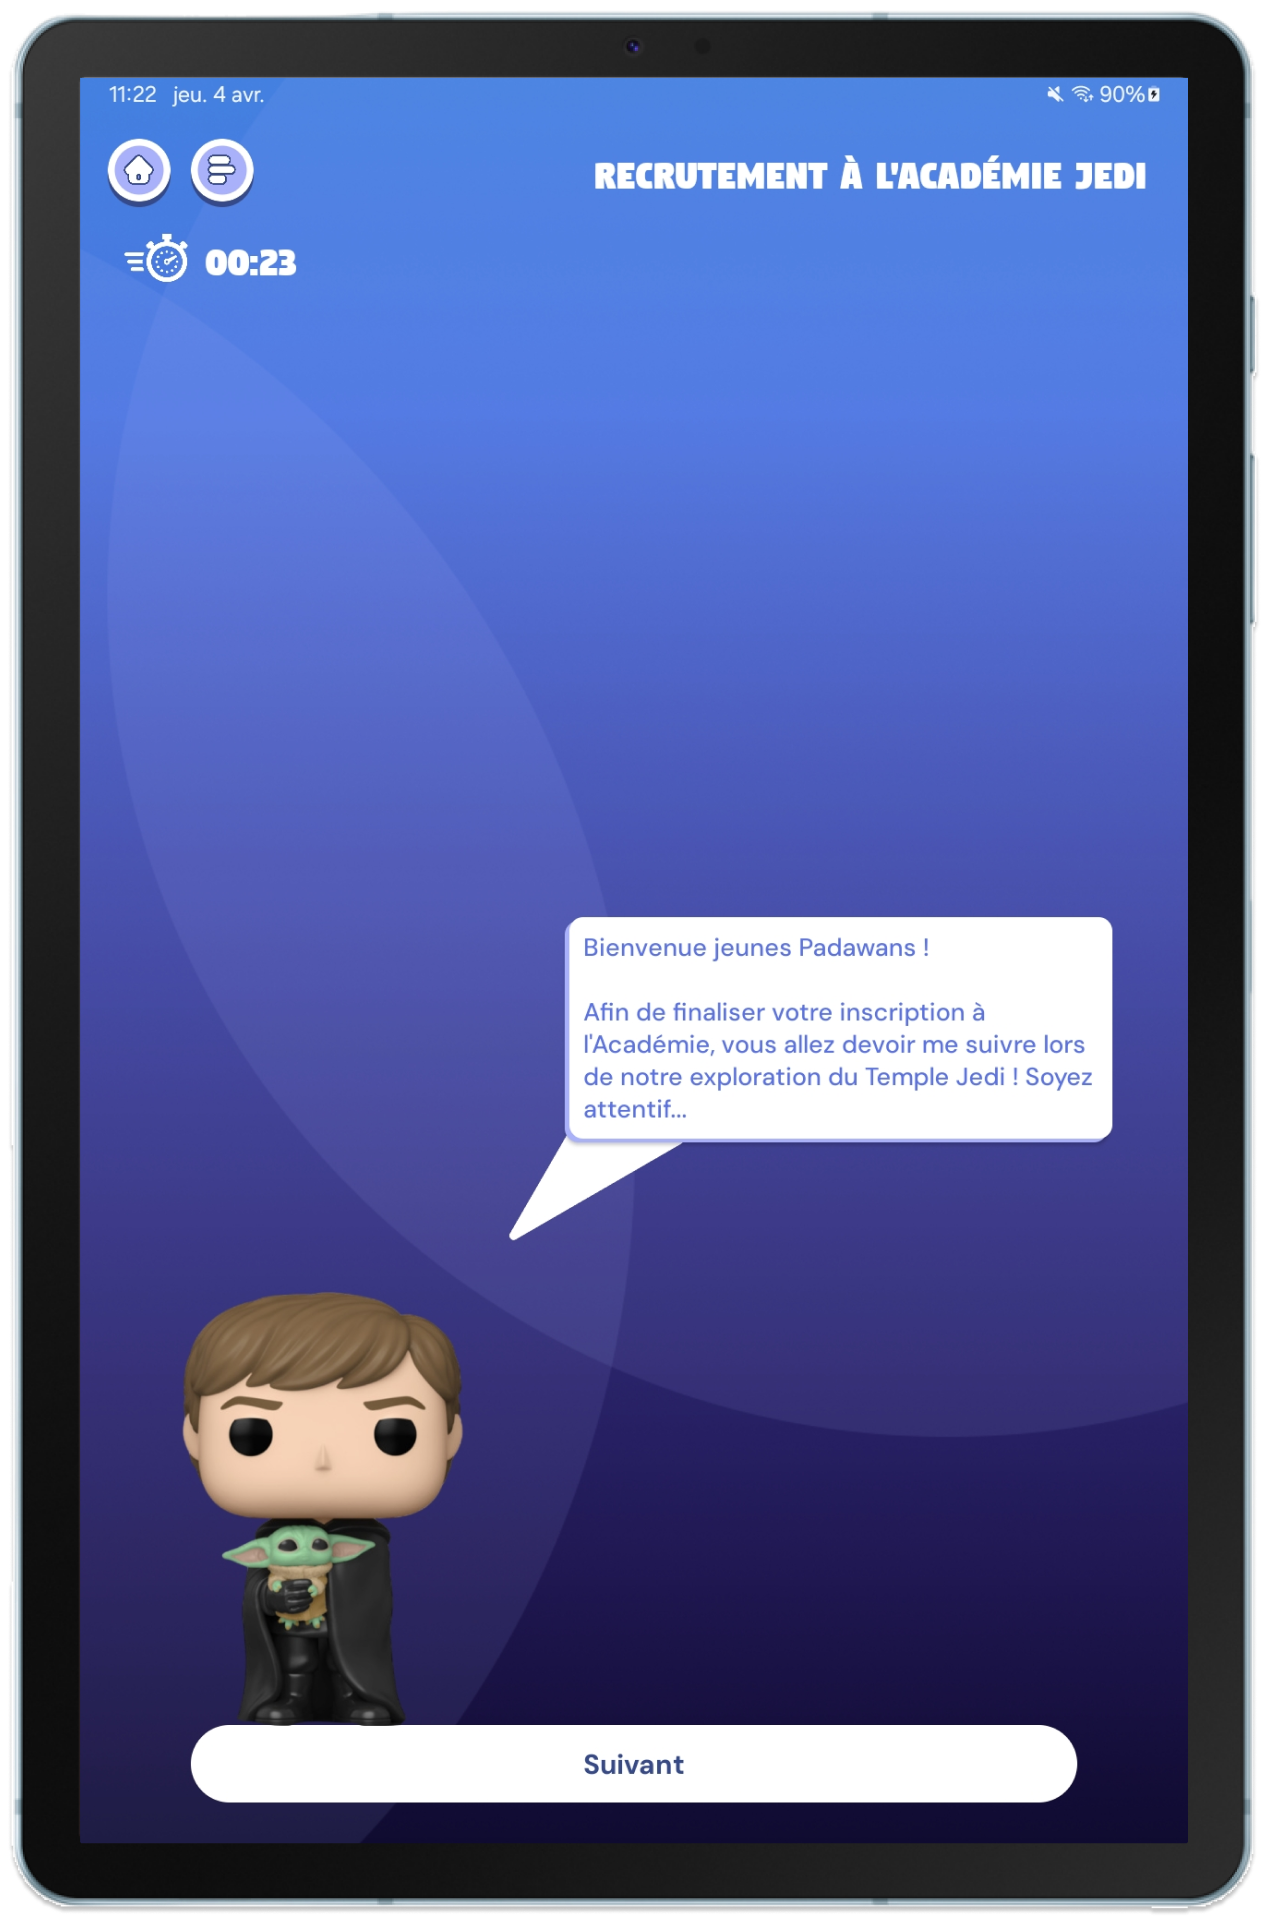 11:22 jeu. 4 avr.
90%
RECRUTEMENT À L'ACADÉMIE JEDI
00:23
Bienvenue jeunes Padawans !
Afin de finaliser votre inscription à
l'Académie, vous allez devoir me suivre lors
de notre exploration du Temple Jedi ! Soyez
attentif...
Suivant